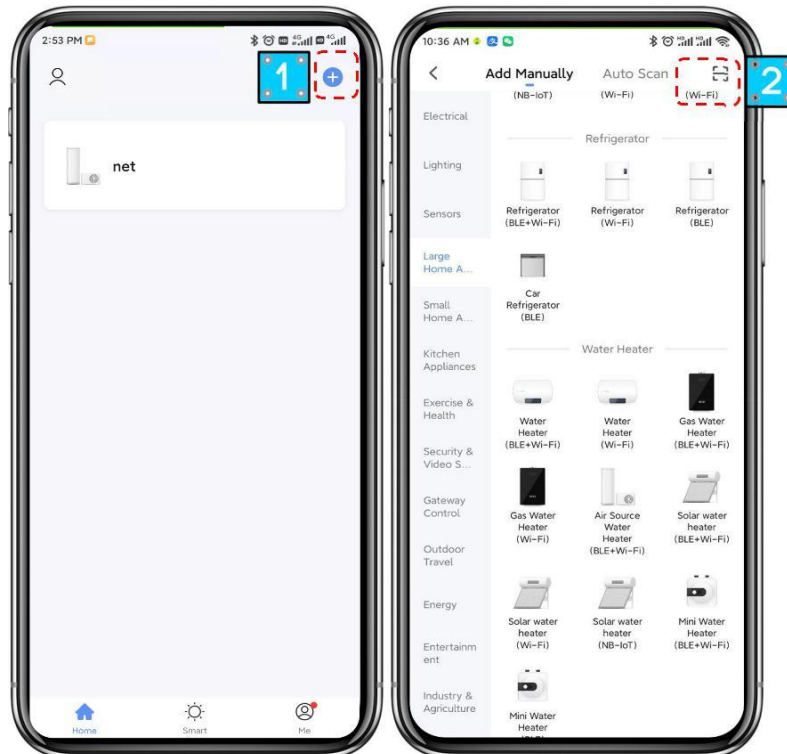 2:53 PM
4G
4G
1
net
Home
Smart
Me
10:36 AM
2
Add Manually
Auto Scan
(NB-IoT)
(Wi-Fi)
(Wi-Fi)
Electrical
Lighting
Sensors
Large
Home A...
Small
Home A...
Kitchen
Appliances
Exercise &
Health
Security &
Video S...
Gateway
Control
Outdoor
Travel
Energy
Entertainm
ent
Industry &
Agriculture
Refrigerator
Refrigerator
(BLE+Wi-Fi)
Refrigerator
(Wi-Fi)
Refrigerator
(BLE)
Car
Refrigerator
(BLE)
Water Heater
Water
Heater
(BLE+Wi-Fi)
Water
Heater
(Wi-Fi)
Gas Water
Heater
(BLE+Wi-Fi)
Gas Water
Heater
(Wi-Fi)
Air Source
Water
Heater
(BLE+Wi-Fi)
Solar water
heater
(BLE+Wi-Fi)
Solar water
heater
(Wi-Fi)
Solar water
heater
(NB-IoT)
Mini Water
Heater
(BLE+Wi-Fi)
Mini Water
Heater